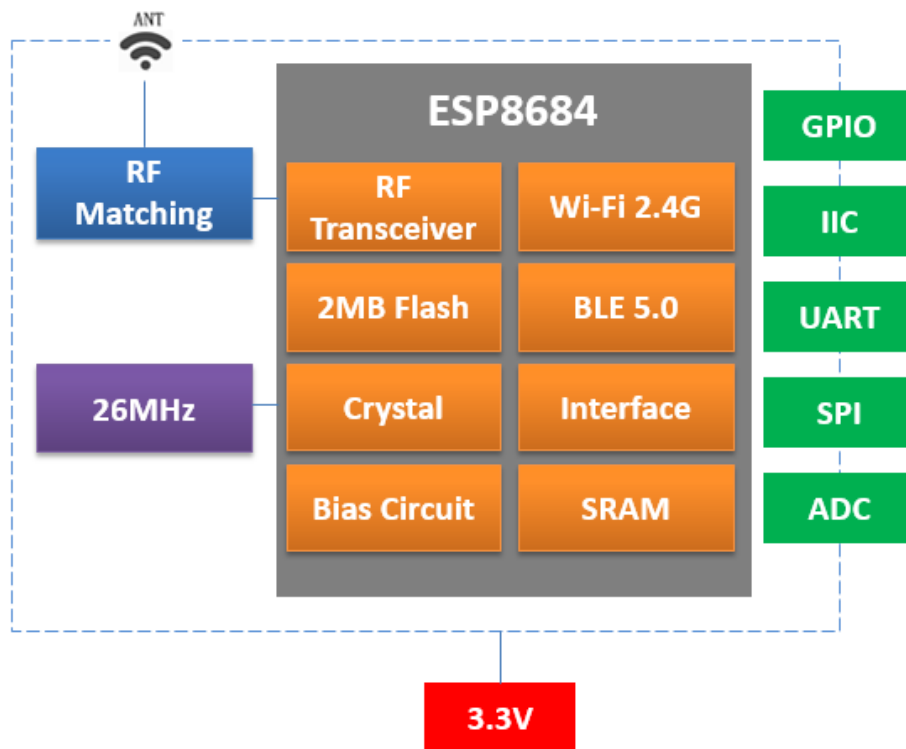 ANT
ESP8684
GPIO
RF
Matching
RF
Transceiver
Wi-Fi 2.4G
IIC
2MB Flash
BLE 5.0
UART
26MHz
Crystal
Interface
SPI
Bias Circuit
SRAM
ADC
3.3V